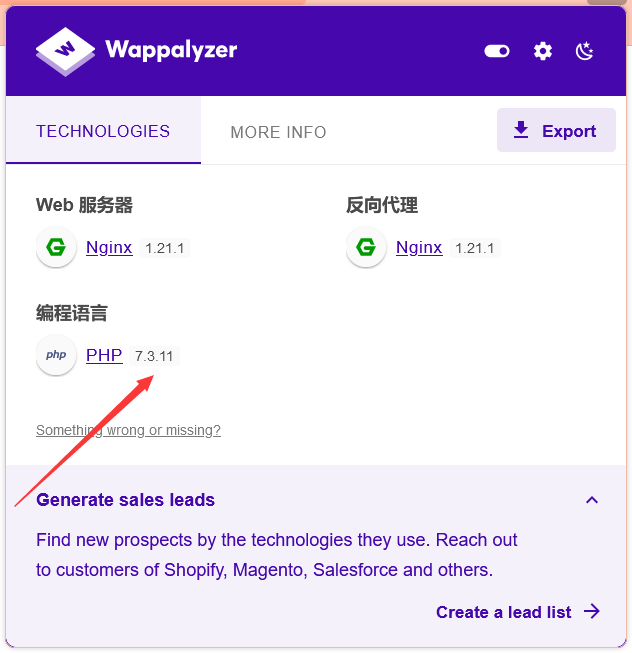 Wappalyzer
TECHNOLOGIES
MORE INFO
Export
Web 服务器
反向代理
Nginx 1.21.1
Nginx 1.21.1
编程语言
php PHP 7.3.11
Something wrong or missing?
Generate sales leads
Find new prospects by the technologies they use. Reach out
to customers of Shopify, Magento, Salesforce and others.
Create a lead list